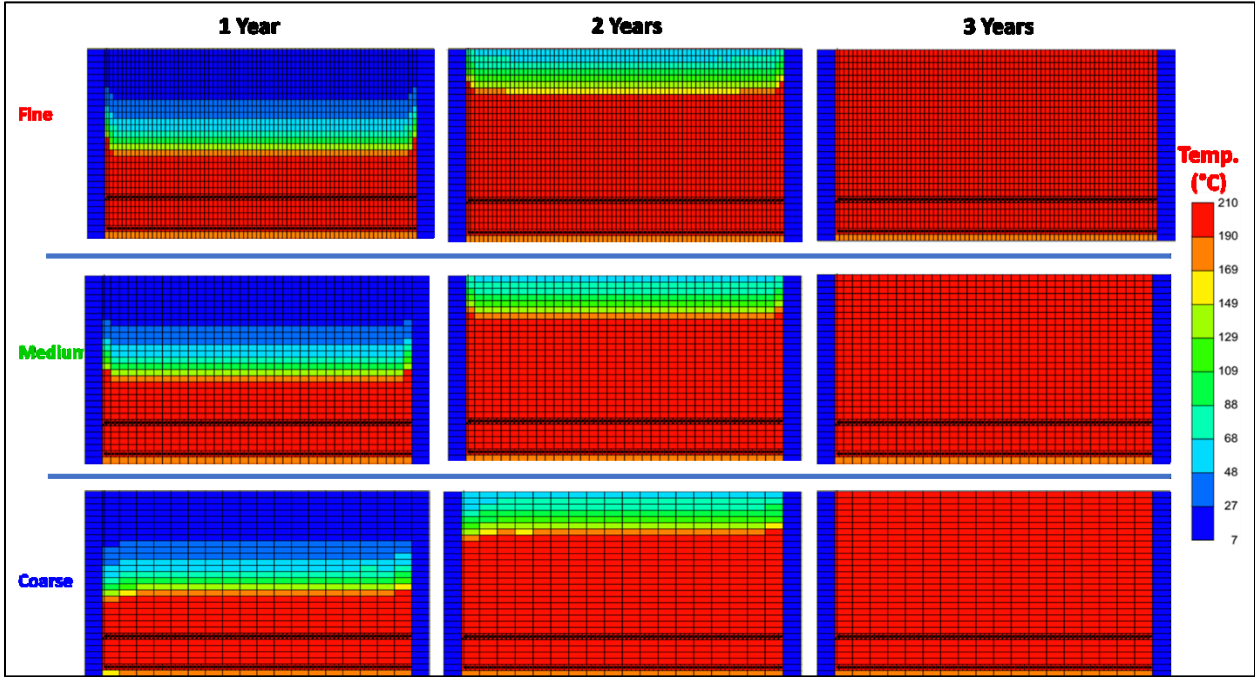 1 Year
2 Years
3 Years
Fine
Medium
Coarse
Temp.
(°C)
210
190
169
149
129
109
88
68
48
27
7